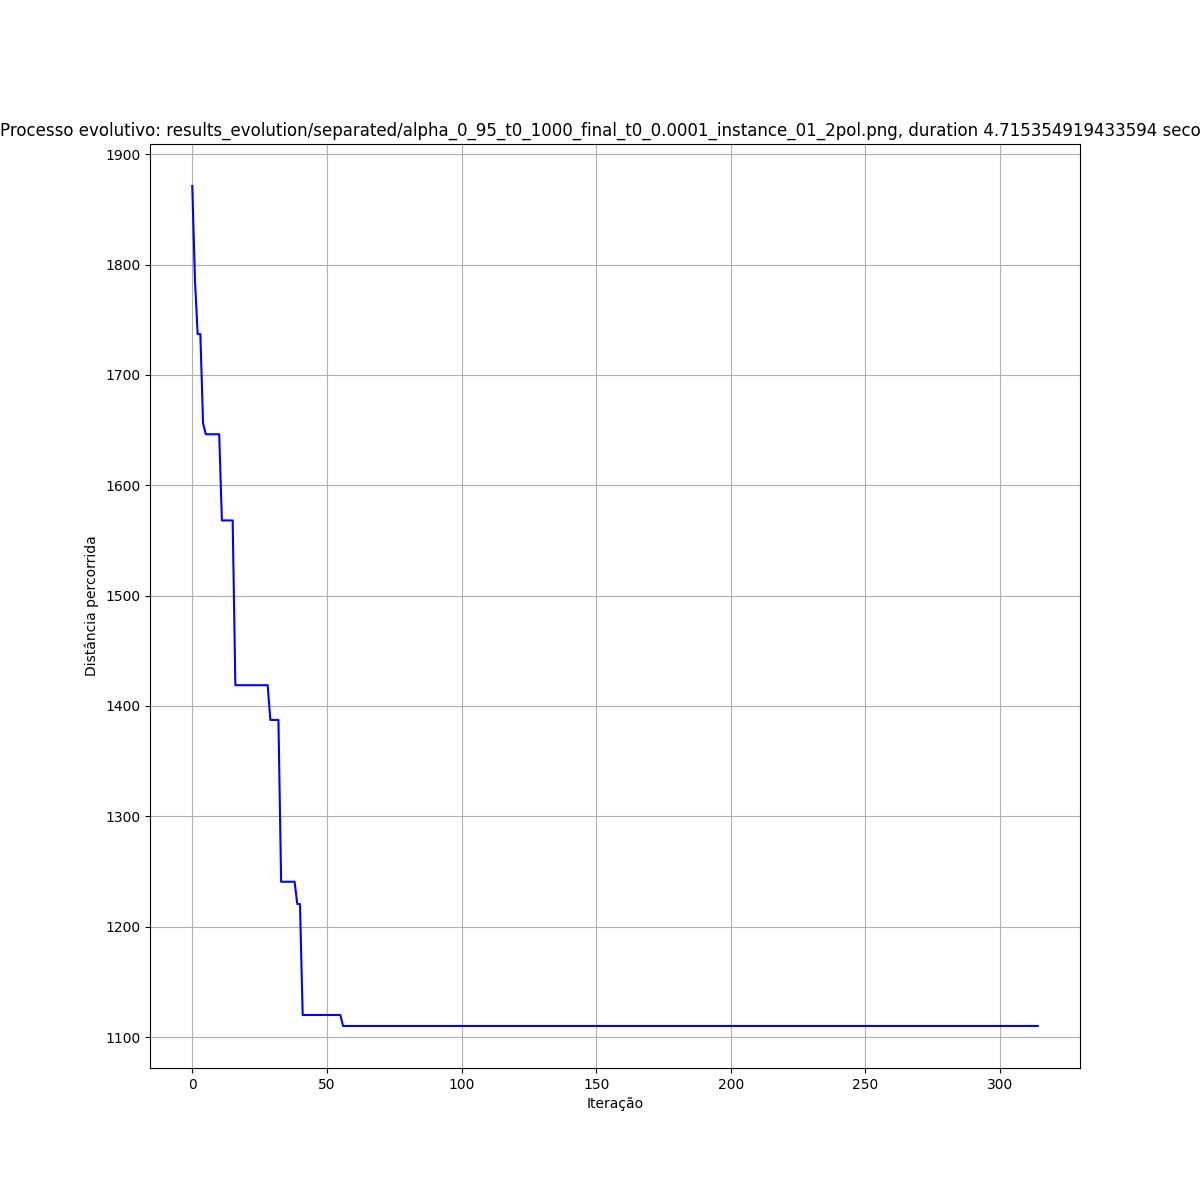 Processo evolutivo: results_evolution/separated/alpha_0_95_t0_1000_final_t0_0.0001_instance_01_2pol.png, duration 4.715354919433594 seco
1900
1800
1700
1600
1500
1400
1300
1200
1100
Distância percorrida
0 50 100 150 200 250 300
Iteração